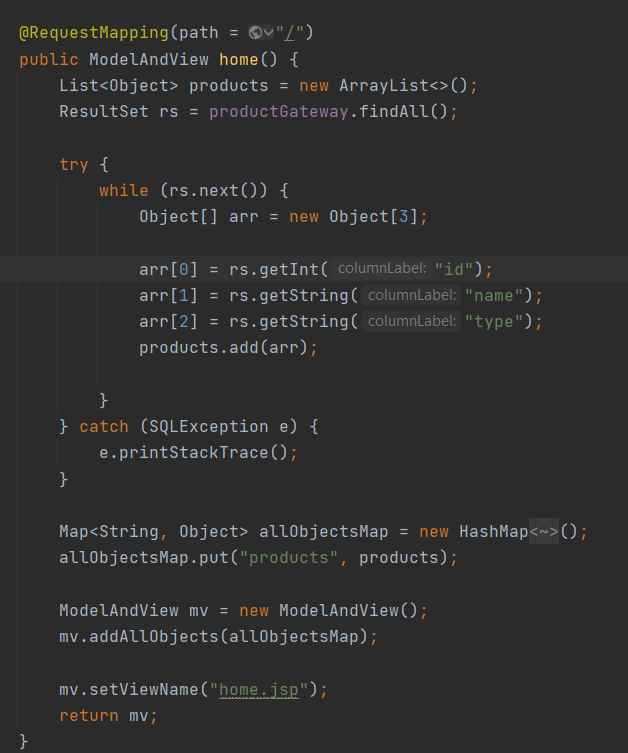 @RequestMapping(path = "/")
public ModelAndView home() {
List<Object> products = new ArrayList<>();
ResultSet rs = productGateway.findAll();
try {
while (rs.next()) {
Object[] arr = new Object[3];
arr[0] = rs.getInt( columnLabel: "id");
arr[1] = rs.getString( columnLabel: "name");
arr[2] = rs.getString( columnLabel: "type");
products.add(arr);
}
} catch (SQLException e) {
e.printStackTrace();
}
Map<String, Object> allObjectsMap = new HashMap<~>();
allObjectsMap.put("products", products);
ModelAndView mv = new ModelAndView();
mv.addAllObjects(allObjectsMap);
mv.setViewName("home.jsp");
return mv;
}